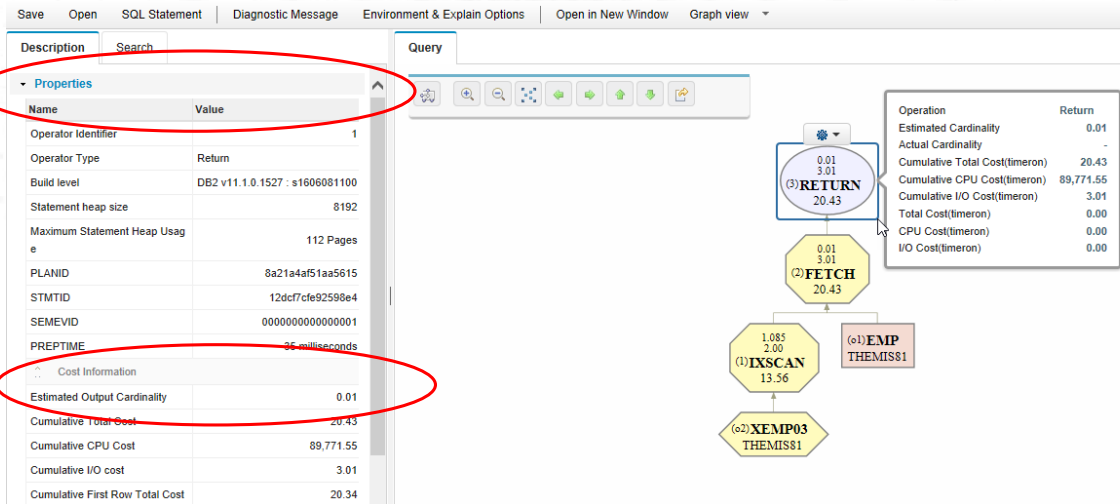 Save Open SQL Statement Diagnostic Message Environment & Explain Options Open in New Window Graph view
Description Search
Properties
Name Value
Operator Identifier 1
Operator Type Return
Build level DB2 v11.1.0.1527 : s1606081100
Statement heap size 8192
Maximum Statement Heap Usag
e 112 Pages
PLANID 8a21a4af51aa5615
STMTID 12dcf7cfe92598e4
SEMEVID 0000000000000001
PREPTIME 35 milliseconds
Cost Information
Estimated Output Cardinality 0.01
Cumulative Total Cost 20.43
Cumulative CPU Cost 89,771.55
Cumulative I/O cost 3.01
Cumulative First Row Total Cost 20.34
Query
0.01
3.01
(3)RETURN
20.43
0.01
3.01
(2)FETCH
20.43
1.085
2.00
(1)IXSCAN
13.56
(o1)EMP
THEMIS81
(o2)XEMP03
THEMIS81
Operation Return
Estimated Cardinality 0.01
Actual Cardinality -
Cumulative Total Cost(timeron) 20.43
Cumulative CPU Cost(timeron) 89,771.55
Cumulative I/O Cost(timeron) 3.01
Total Cost(timeron) 0.00
CPU Cost(timeron) 0.00
I/O Cost(timeron) 0.00